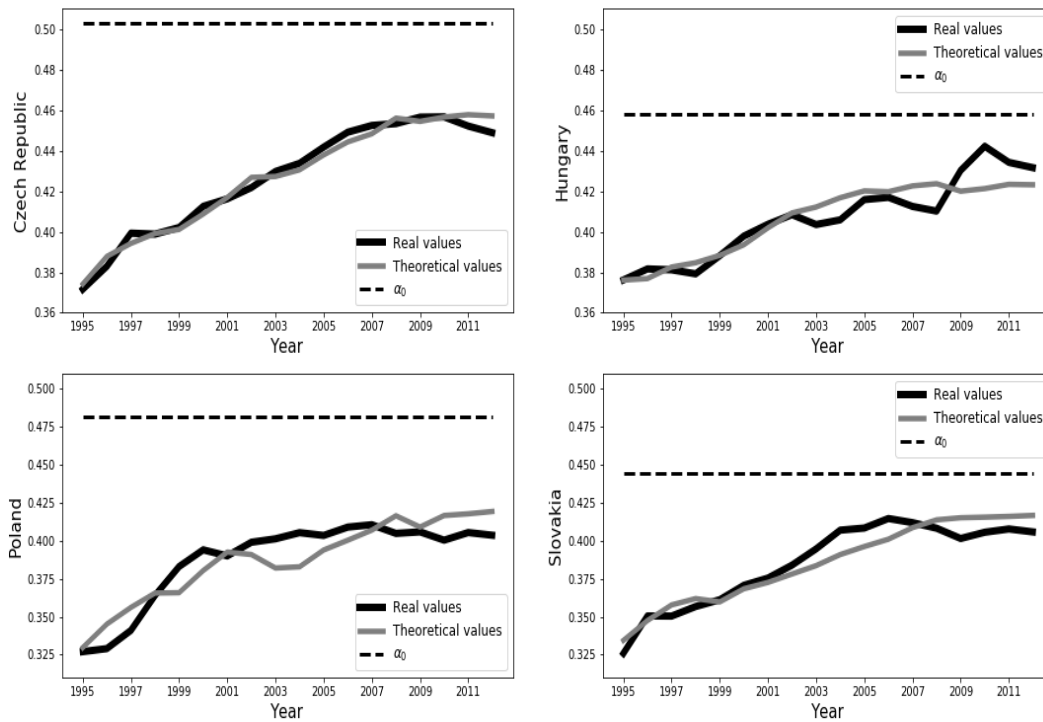 0.50
0.48
0.46
0.44
0.42
0.40
0.38
0.36
Czech Republic
Real values
Theoretical values
α₀
1995 1997 1999 2001 2003 2005 2007 2009 2011
Year
0.50
0.48
0.46
0.44
0.42
0.40
0.38
0.36
Hungary
Real values
Theoretical values
α₀
1995 1997 1999 2001 2003 2005 2007 2009 2011
Year
0.500
0.475
0.450
0.425
0.400
0.375
0.350
0.325
Poland
Real values
Theoretical values
α₀
1995 1997 1999 2001 2003 2005 2007 2009 2011
Year
0.500
0.475
0.450
0.425
0.400
0.375
0.350
0.325
Slovakia
Real values
Theoretical values
α₀
1995 1997 1999 2001 2003 2005 2007 2009 2011
Year